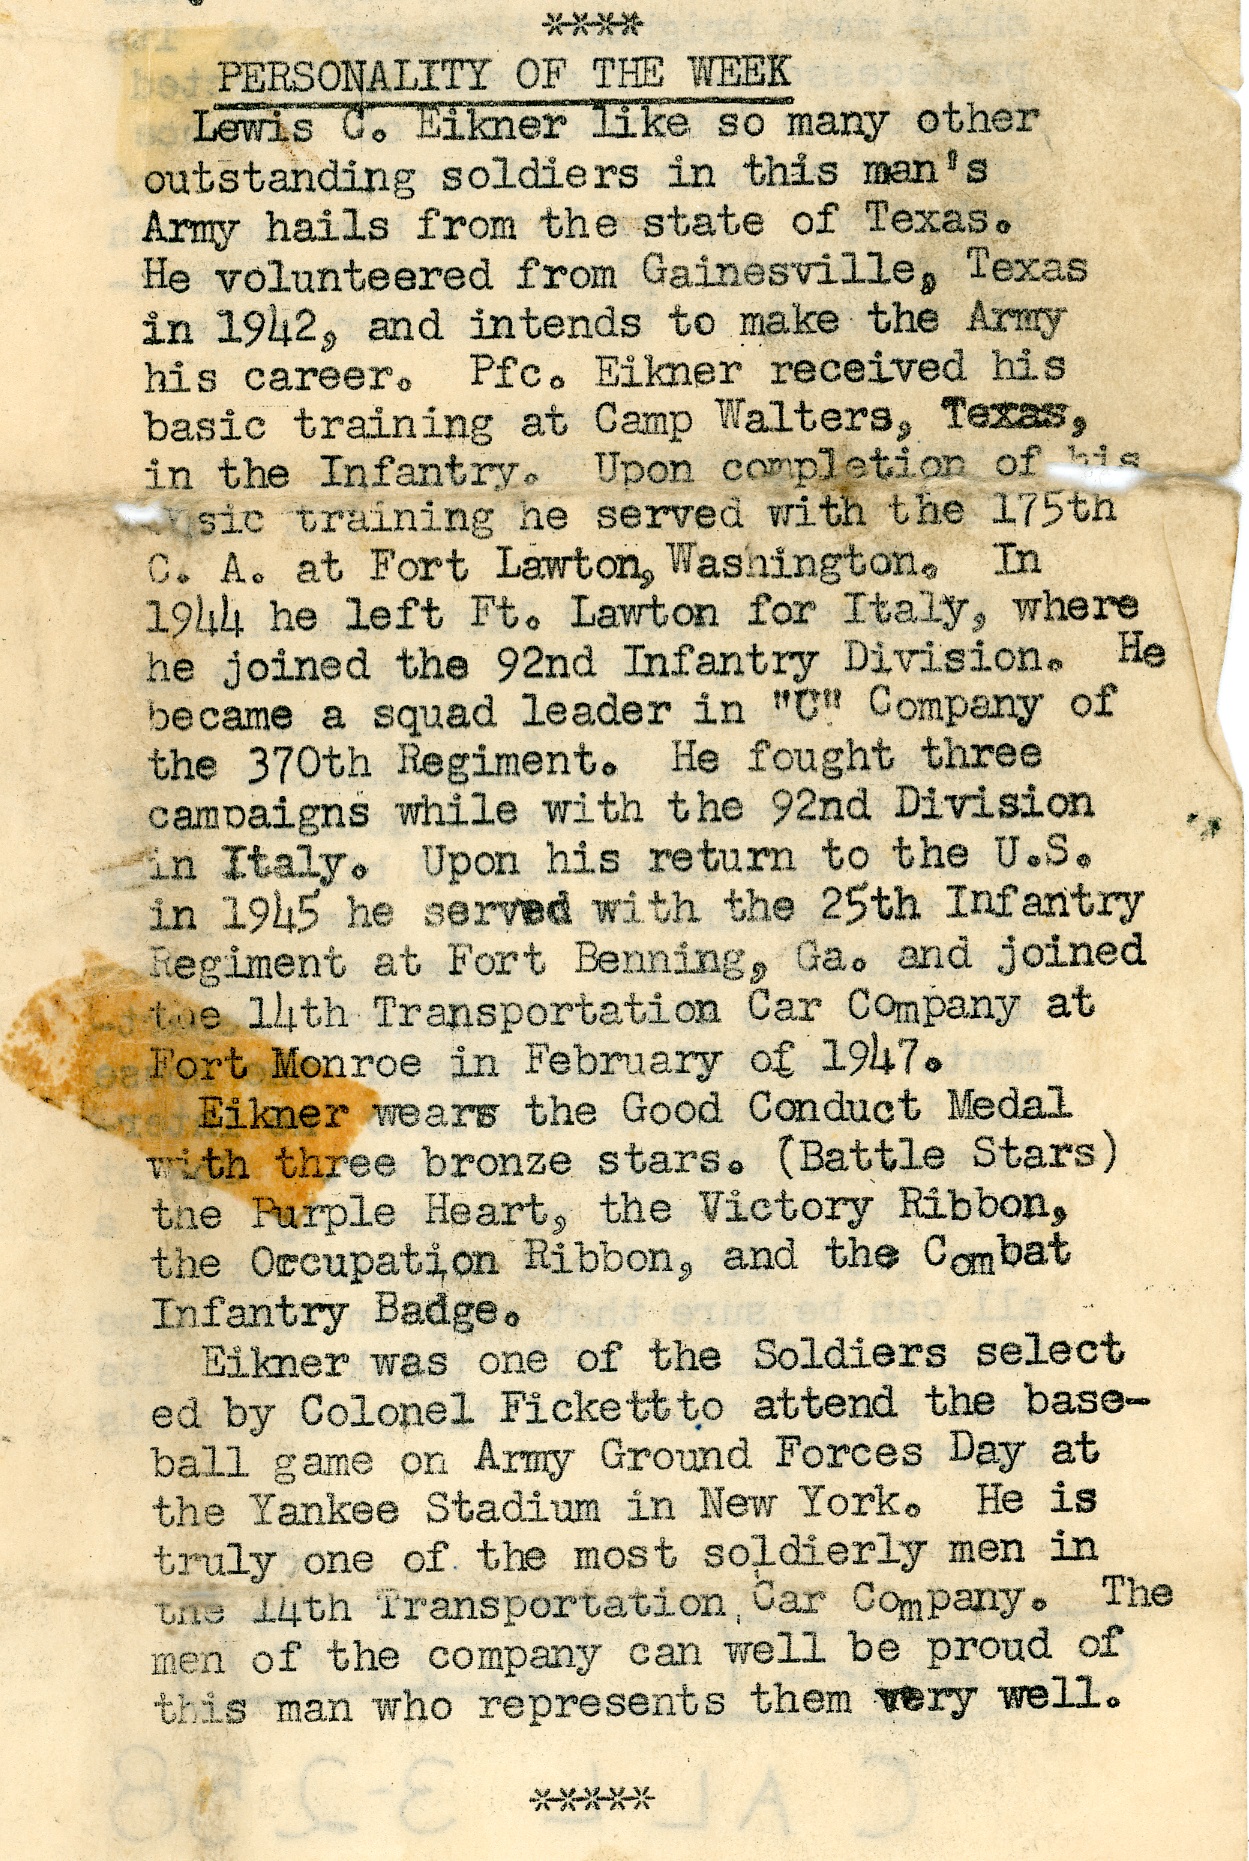 ****
PERSONALITY OF THE WEEK
Lewis C. Eikner like so many other
outstanding soldiers in this man's
Army hails from the state of Texas.
He volunteered from Gainesville, Texas
in 1942, and intends to make the Army
his career. Pfc. Eikner received his
basic training at Camp Walters, Texas,
in the Infantry. Upon completion of his
basic training he served with the 175th
C. A. at Fort Lawton, Washington. In
1944 he left Ft. Lawton for Italy, where
he joined the 92nd Infantry Division. He
became a squad leader in "C" Company of
the 370th Regiment. He fought three
campaigns while with the 92nd Division
in Italy. Upon his return to the U.S.
in 1945 he served with the 25th Infantry
Regiment at Fort Benning, Ga. and joined
the 14th Transportation Car Company at
Fort Monroe in February of 1947.
Eikner wears the Good Conduct Medal
with three bronze stars. (Battle Stars)
the Purple Heart, the Victory Ribbon,
the Occupation Ribbon, and the Combat
Infantry Badge.
Eikner was one of the Soldiers select
ed by Colonel Fickett to attend the base-
ball game on Army Ground Forces Day at
the Yankee Stadium in New York. He is
truly one of the most soldierly men in
the 14th Transportation Car Company. The
men of the company can well be proud of
this man who represents them very well.
*****